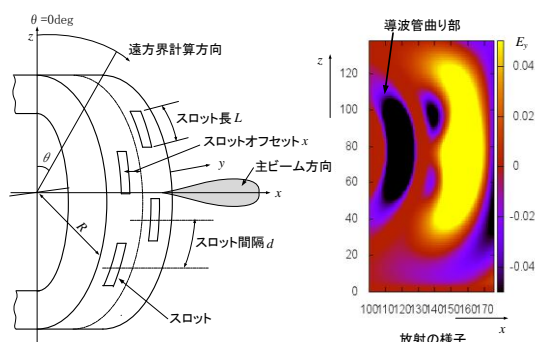 θ=0deg
z
遠方界計算方向
スロット長 L
スロットオフセット x
y
主ビーム方向
θ
x
R
スロット間隔 d
スロット
導波管曲り部
z
E_y
120
100
80
60
40
20
0
100110120130140150160170
x
0.04
0.02
0
-0.02
-0.04
放射の様子